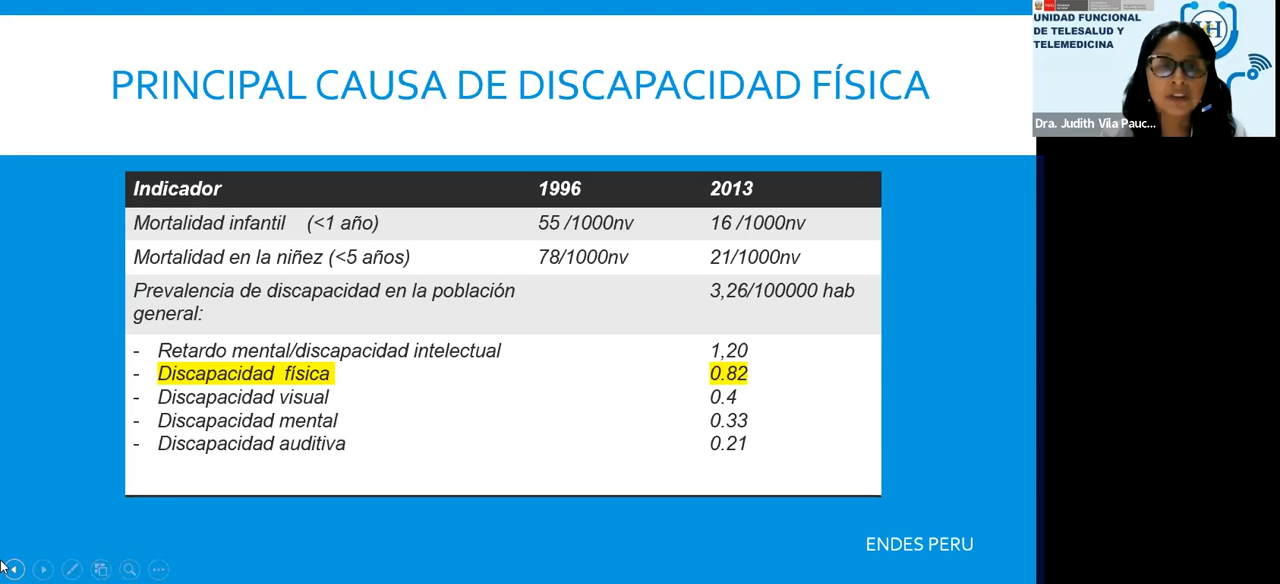 PRINCIPAL CAUSA DE DISCAPACIDAD FÍSICA
UNIDAD FUNCIONAL
DE TELESALUD Y
TELEMEDICINA
Dra. Judith Vila Pauc...
Indicador 1996 2013
Mortalidad infantil (<1 año) 55 /1000nv 16 /1000nv
Mortalidad en la niñez (<5 años) 78/1000nv 21/1000nv
Prevalencia de discapacidad en la población 3,26/100000 hab
general:
- Retardo mental/discapacidad intelectual 1,20
- Discapacidad física 0.82
- Discapacidad visual 0.4
- Discapacidad mental 0.33
- Discapacidad auditiva 0.21
ENDES PERU